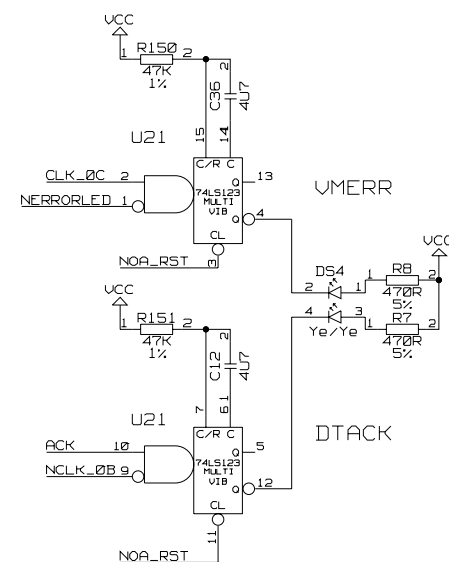 VCC
1 R150 2
47K
1%
C36
2
4U7
U21
15 14
CLK_0C 2
NERRORLED 1
C/R C
74LS123
MULTI
VIB
Q 13
Q 4
CL
3
NOA_RST
VMERR
VCC
DS4
2 1
1 R8 2
470R
5%
4 3
Ye/Ye
1 R7 2
470R
5%
VCC
1 R151 2
47K
1%
C12
2
4U7
1
U21
7 6
DTACK
ACK 10
NCLK_0B 9
C/R C
74LS123
MULTI
VIB
Q 5
Q 12
CL
11
NOA_RST